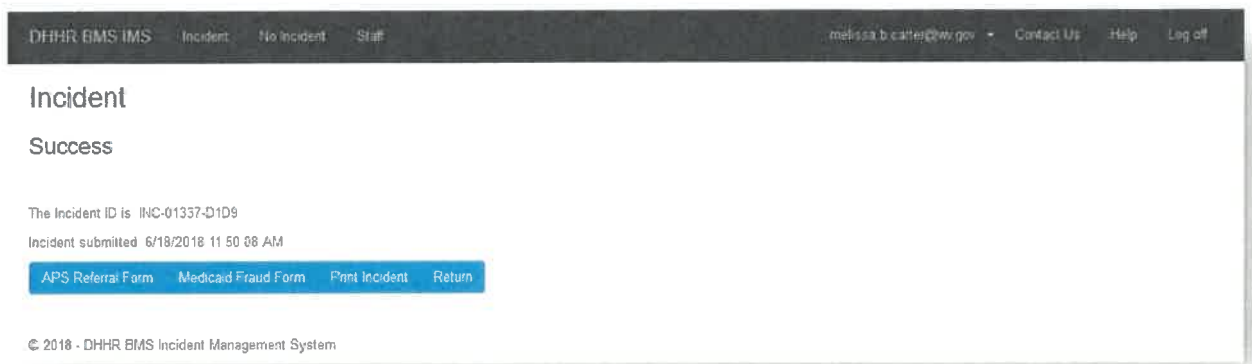 DHHR BMS IMS Incident No Incident Staff melissa.b.carter@wv.gov Contact Us Help Log off
Incident
Success
The Incident ID is INC-01337-D1D9
Incident submitted 6/18/2018 11 50 08 AM
APS Referral Form Medicaid Fraud Form Print Incident Return
© 2018 - DHHR BMS Incident Management System